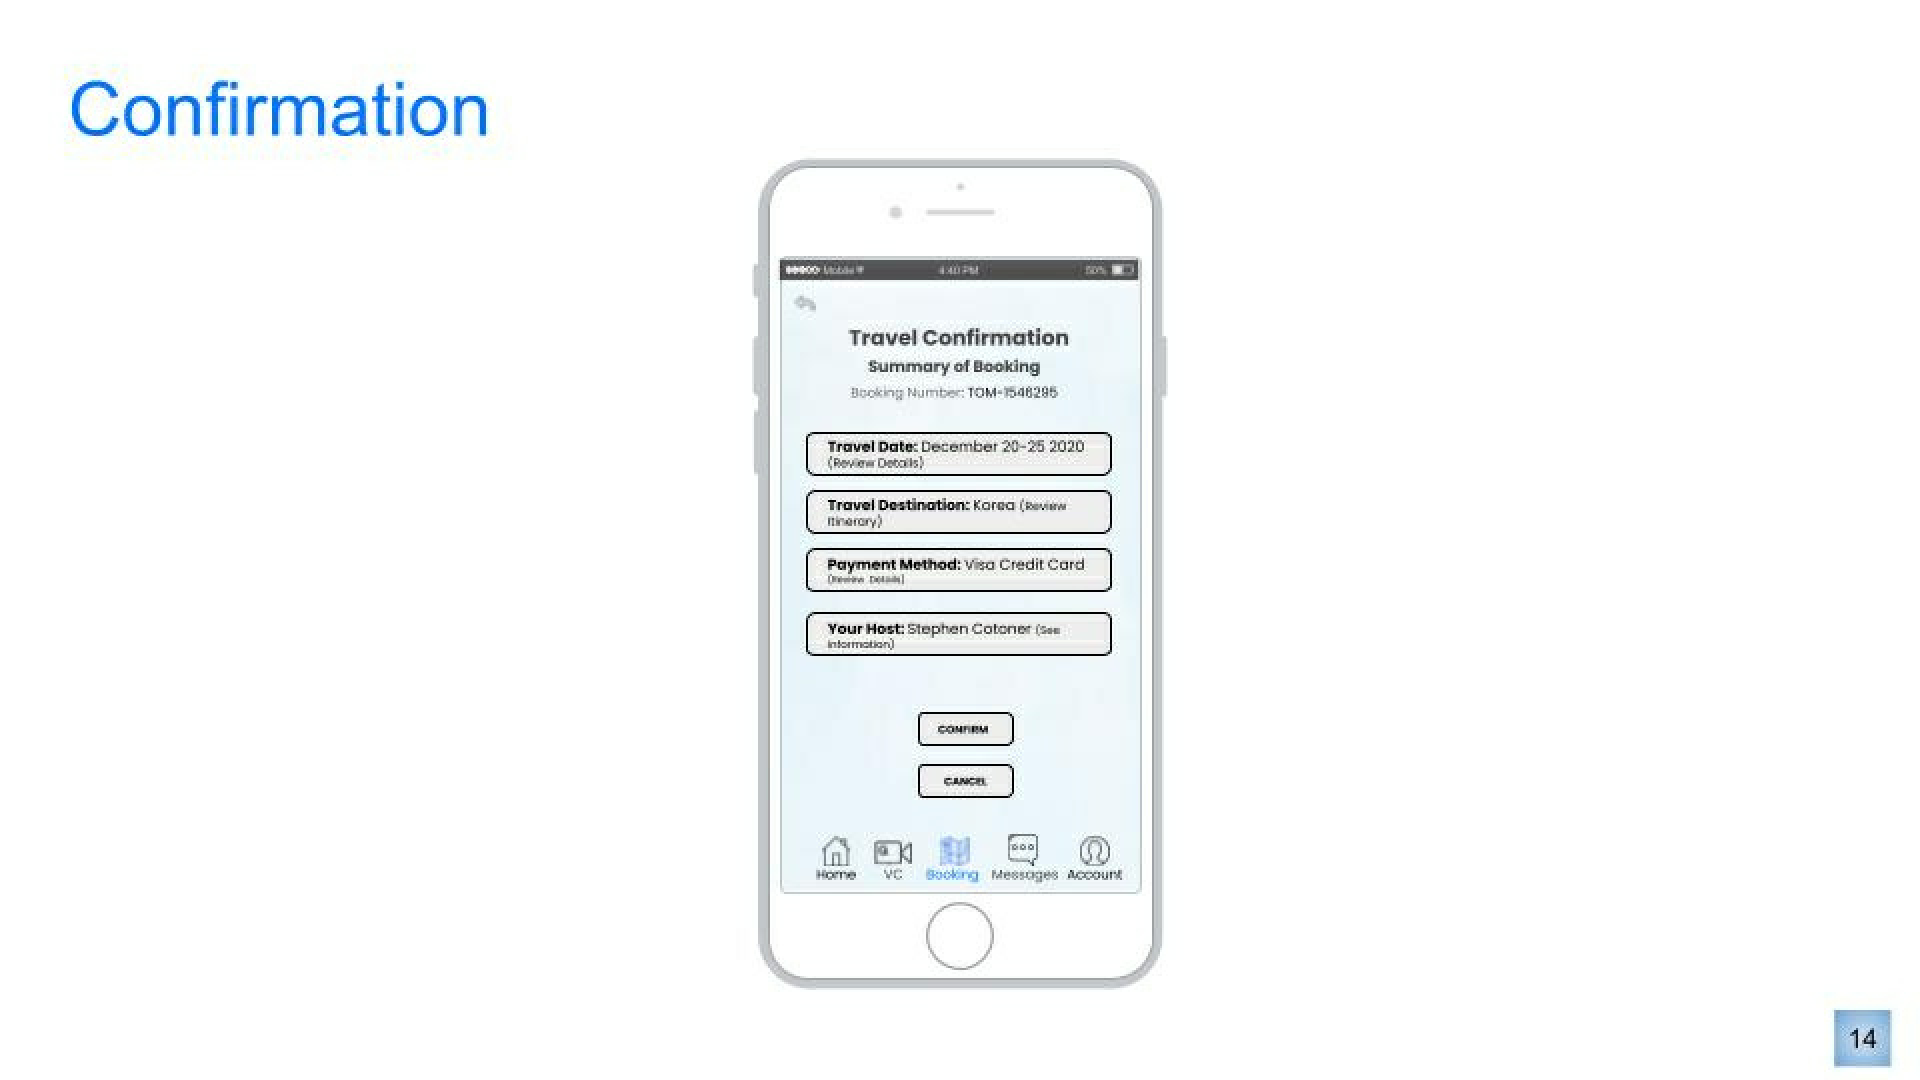 Confirmation
Mobile 4:40 PM 50%
Travel Confirmation
Summary of Booking
Booking Number: TOM-1546295
Travel Date: December 20-25 2020
(Review Details)
Travel Destination: Korea (Review
Itinerary)
Payment Method: Visa Credit Card
(Review Details)
Your Host: Stephen Catoner (See
information)
CONFIRM
CANCEL
Home VC Booking Messages Account
14